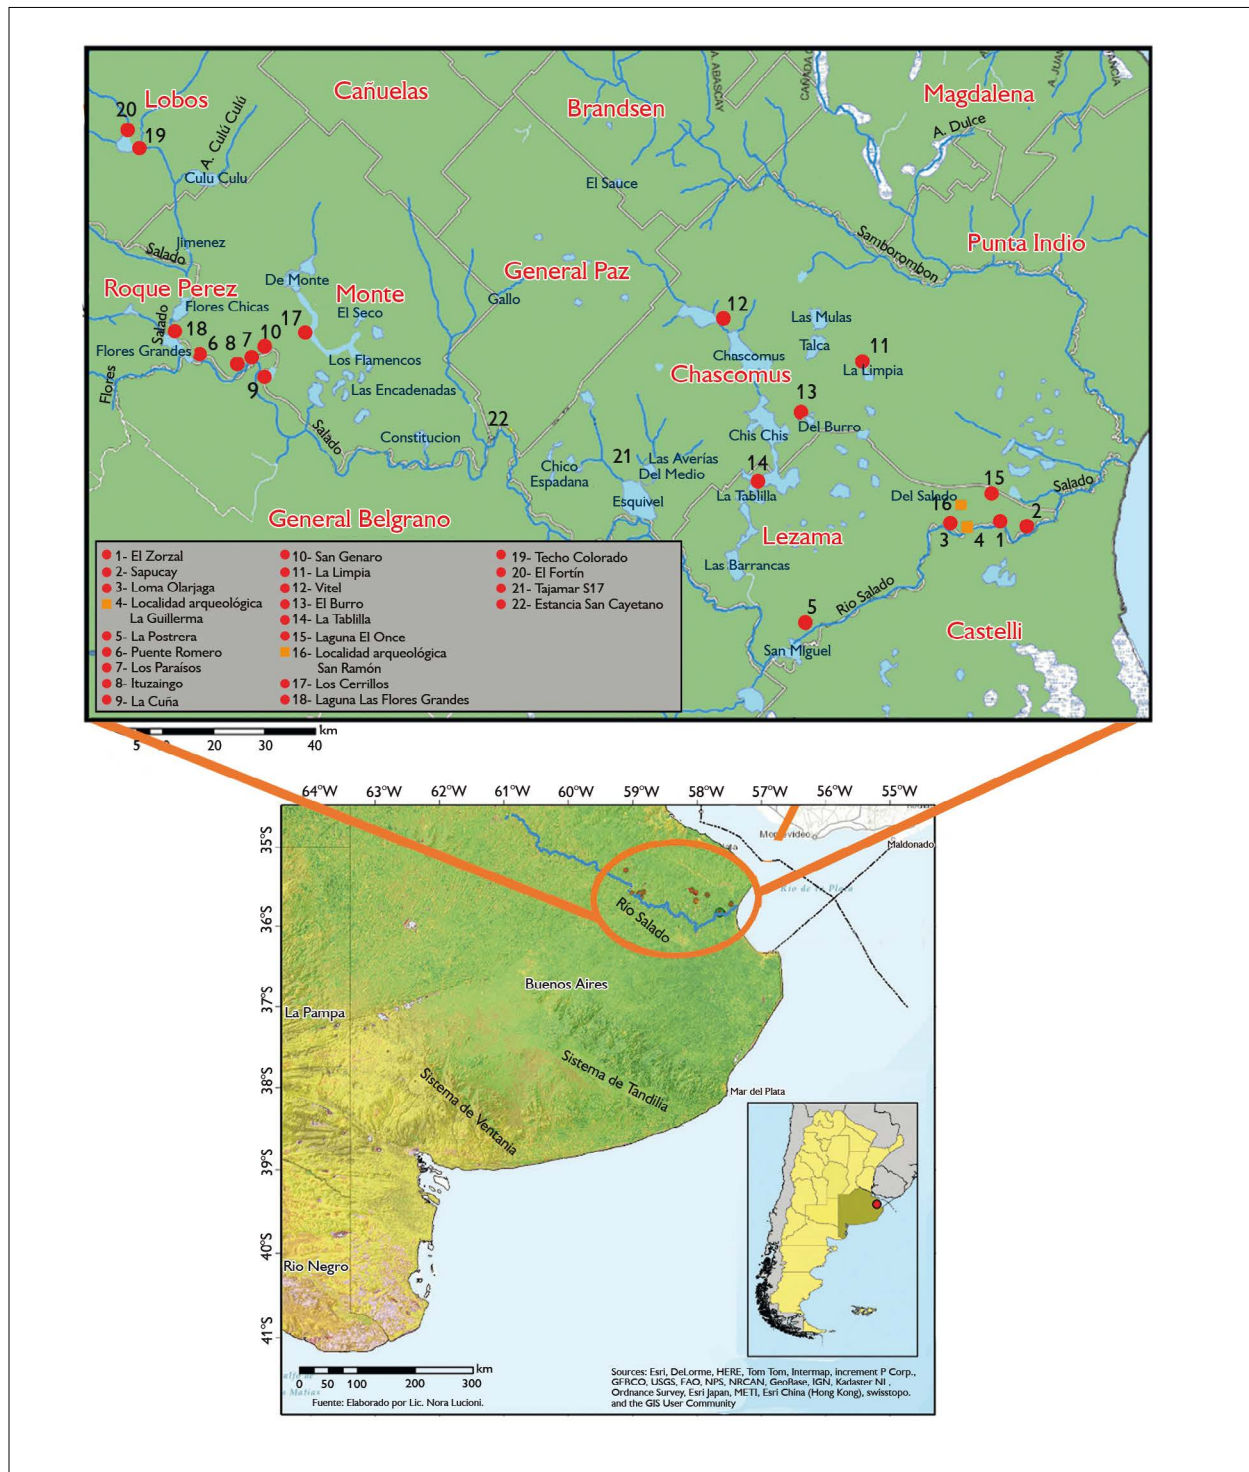 Lobos
Cañuelas
Brandsen
Magdalena
A. ABASCAY
20
19
A. Culú Culú
A. Dulce
Culu Culu
El Sauce
Jimenez
Salado
Samborombon
Punta Indio
De Monte
General Paz
Roque Perez
Monte
Gallo
Flores Chicas
El Seco
12
Las Mulas
Salado
18
17
10
6
8
7
Talca
11
Flores Grandes
Los Flamencos
Chascomus
La Limpia
Chascomus
Flores
9
Las Encadenadas
13
Del Burro
22
Salado
Constitucion
Chis Chis
21
Las Averías
Chico
Espadana
Del Medio
14
15
Salado
Esquivel
La Tablilla
Del Salado
16
General Belgrano
Lezama
3
4
1
2
Las Barrancas
Rio Salado
5
Castelli
San Miguel
1- El Zorzal
2- Sapucay
3- Loma Olarjaga
4- Localidad arqueológica
La Guillerma
5- La Postrera
6- Puente Romero
7- Los Paraísos
8- Ituzaingo
9- La Cuña
10- San Genaro
11- La Limpia
12- Vitel
13- El Burro
14- La Tablilla
15- Laguna El Once
16- Localidad arqueológica
San Ramón
17- Los Cerrillos
18- Laguna Las Flores Grandes
19- Techo Colorado
20- El Fortín
21- Tajamar S17
22- Estancia San Cayetano
km
5 20 30 40
64°W 63°W 62°W 61°W 60°W 59°W 58°W 57°W 56°W 55°W
35°S
36°S
37°S
38°S
39°S
40°S
41°S
Maldonado
Río de La Plata
Río Salado
Buenos Aires
La Pampa
Sistema de Tandilia
Sistema de Ventania
Mar del Plata
Rio Negro
km
0 50 100 200 300
Fuente: Elaborado por Lic. Nora Lucioni.
Sources: Esri, DeLorme, HERE, Tom Tom, Intermap, increment P Corp.,
GEBCO, USGS, FAO, NPS, NRCAN, GeoBase, IGN, Kadaster NL,
Ordnance Survey, Esri Japan, METI, Esri China (Hong Kong), swisstopo.
and the GIS User Community